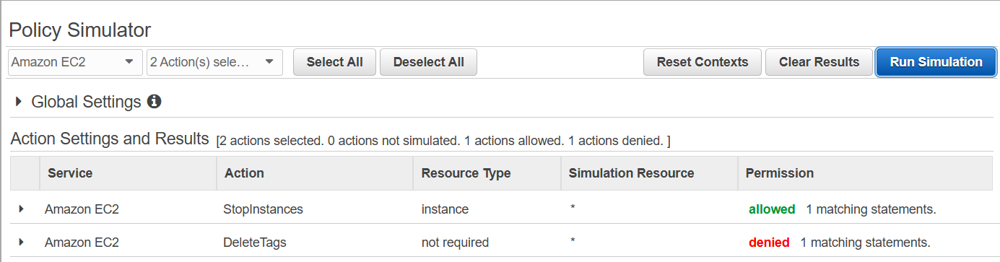 Policy Simulator
Amazon EC2 2 Action(s) sele... Select All Deselect All Reset Contexts Clear Results Run Simulation
Global Settings
Action Settings and Results [2 actions selected. 0 actions not simulated. 1 actions allowed. 1 actions denied. ]
Service Action Resource Type Simulation Resource Permission
Amazon EC2 StopInstances instance * allowed 1 matching statements.
Amazon EC2 DeleteTags not required * denied 1 matching statements.